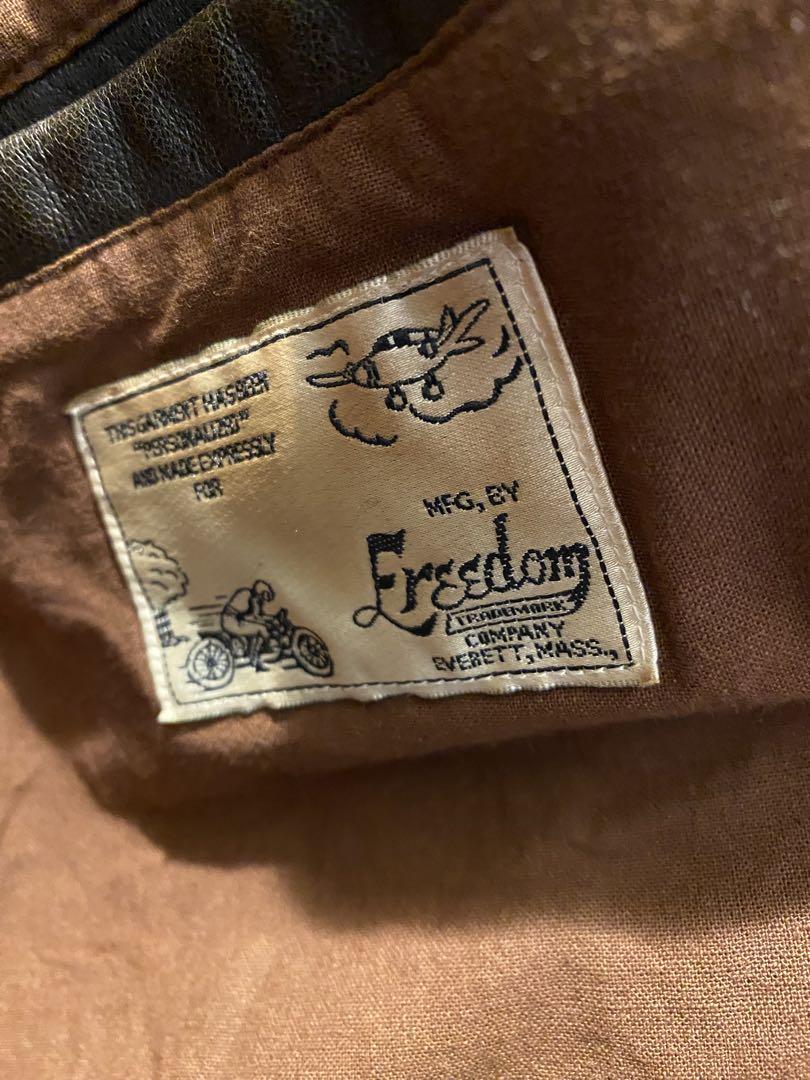 THIS GARMENT HAS BEEN
"PERSONALIZED"
AND MADE EXPRESSLY
FOR
MFG, BY
Freedom
TRADEMARK
COMPANY
EVERETT, MASS.,